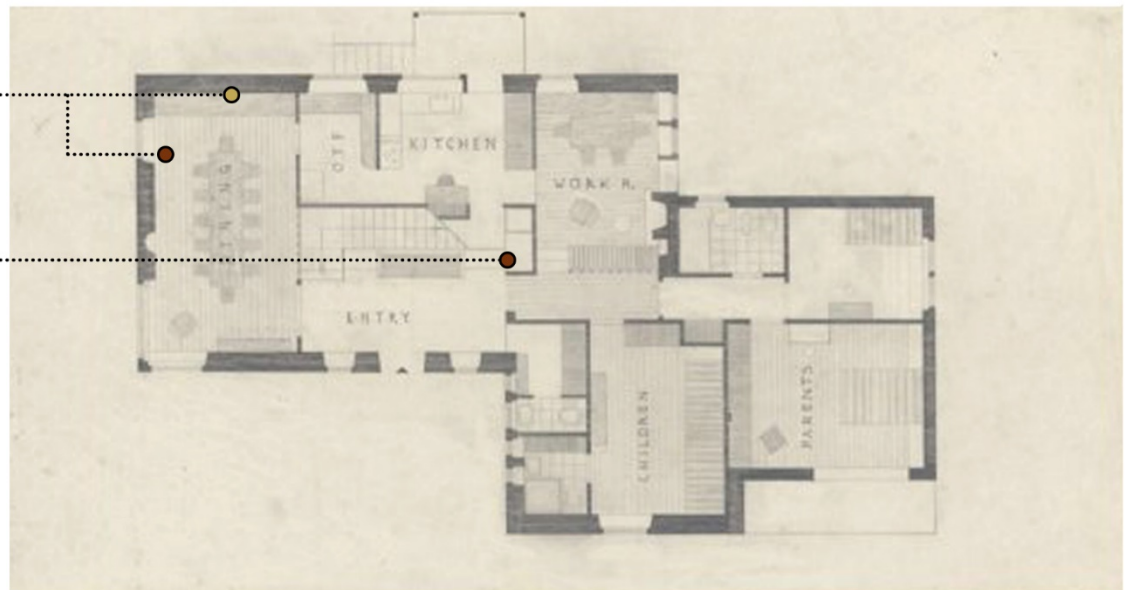 KITCHEN
OFF
DINING
WORK R.
ENTRY
CHILDREN
PARENTS